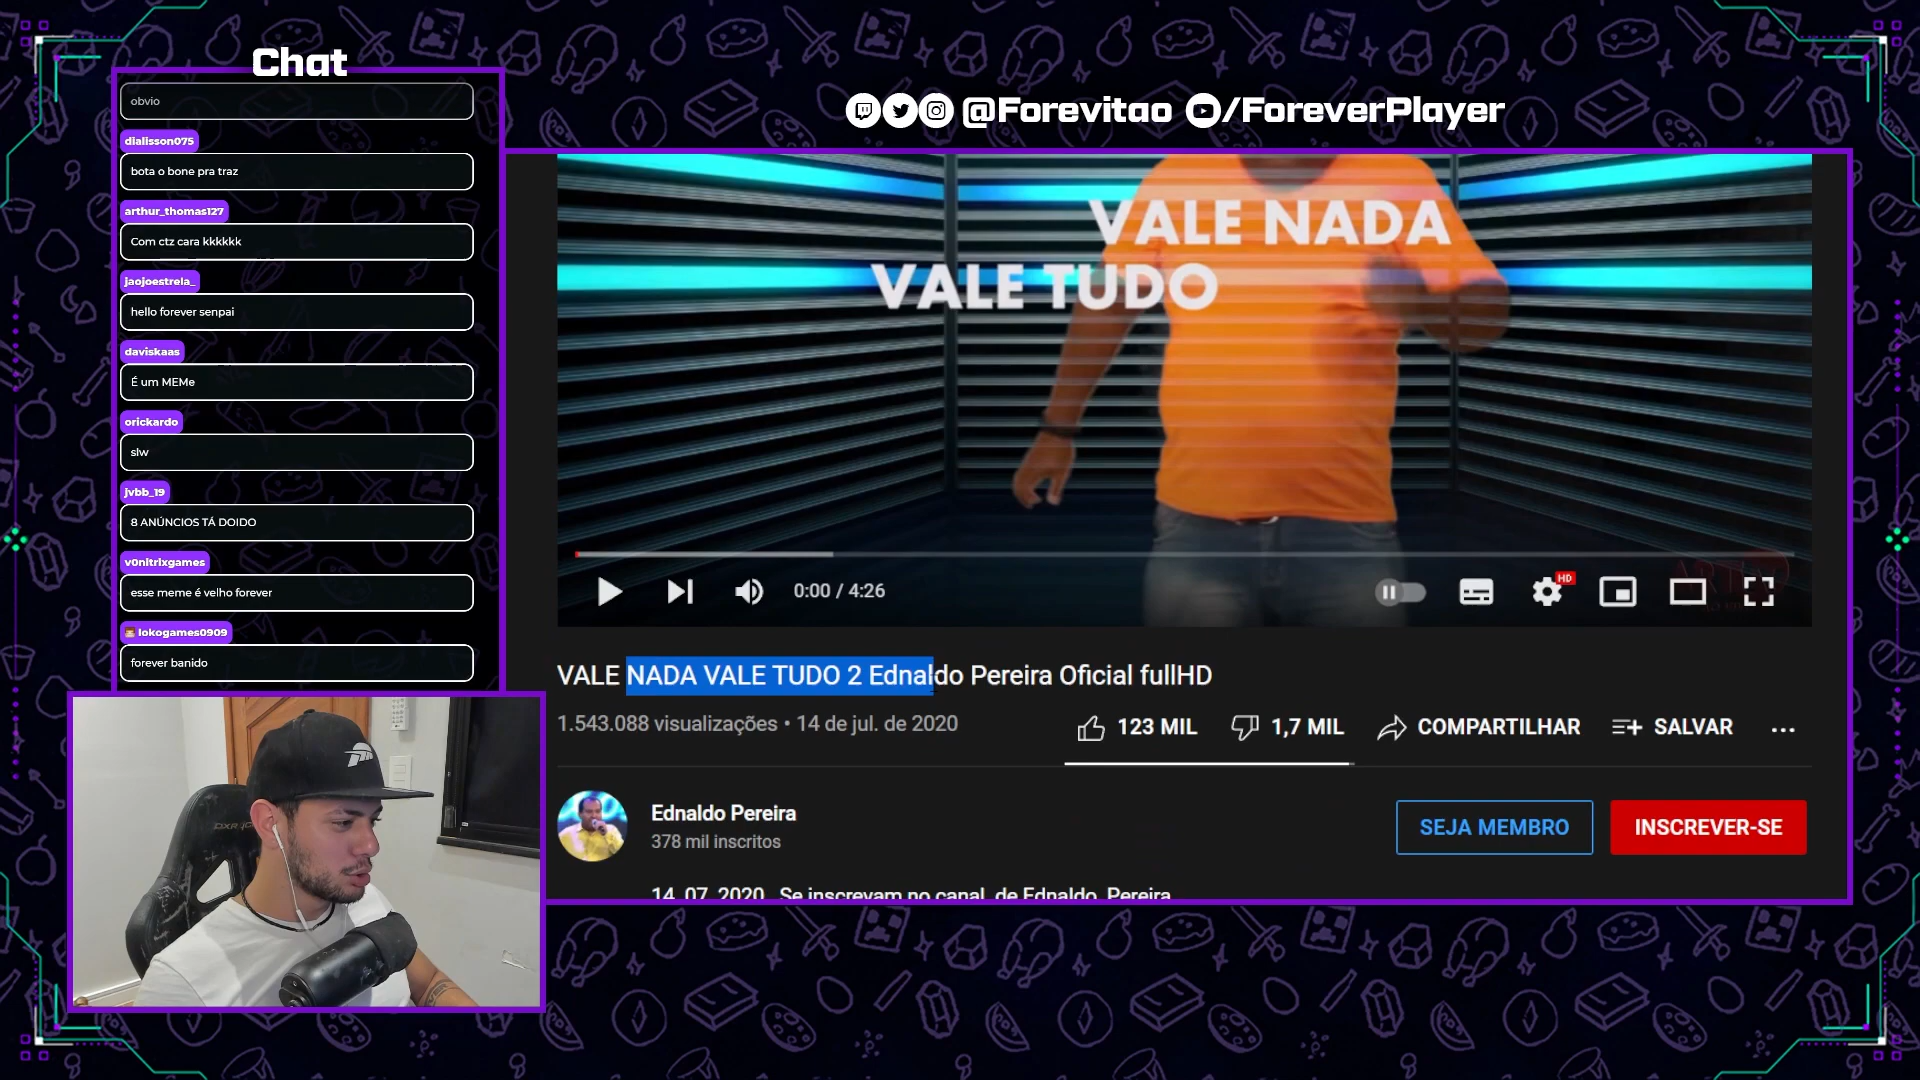 Chat
obvio
dialisson075
bota o bone pra traz
arthur_thomas127
Com ctz cara kkkkkk
jaojoestrela_
hello forever senpai
daviskaas
É um MEMe
orickardo
slw
jvbb_19
8 ANÚNCIOS TÁ DOIDO
v0nitrixgames
esse meme é velho forever
lokogames0909
forever banido
@Forevitao /ForeverPlayer
VALE NADA
VALE TUDO
0:00 / 4:26
HD
VALE NADA VALE TUDO 2 Ednaldo Pereira Oficial fullHD
1.543.088 visualizações • 14 de jul. de 2020
123 MIL 1,7 MIL COMPARTILHAR SALVAR
Ednaldo Pereira
378 mil inscritos
SEJA MEMBRO INSCREVER-SE
14 07 2020 Se inscrevam no canal de Ednaldo Pereira